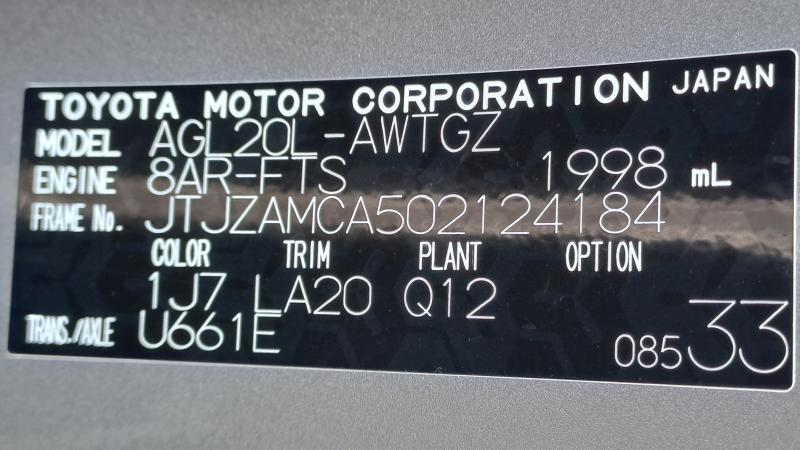 TOYOTA MOTOR CORPORATION JAPAN
MODEL AGL20L-AWTGZ
ENGINE 8AR-FTS 1998 mL
FRAME No. JTJZAMCA502124184
COLOR TRIM PLANT OPTION
1J7 LA20 Q12
TRANS./AXLE U661E
08533